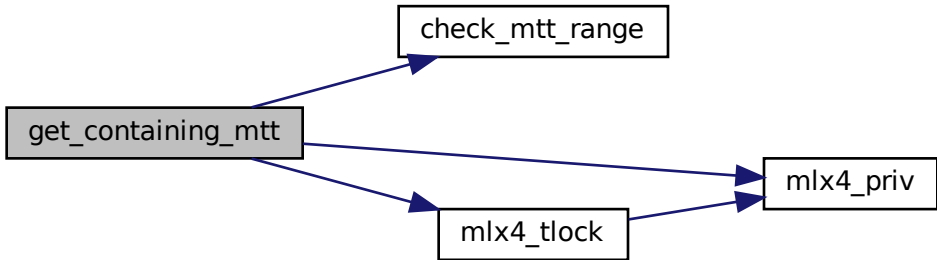 check_mtt_range
get_containing_mtt
mlx4_priv
mlx4_tlock